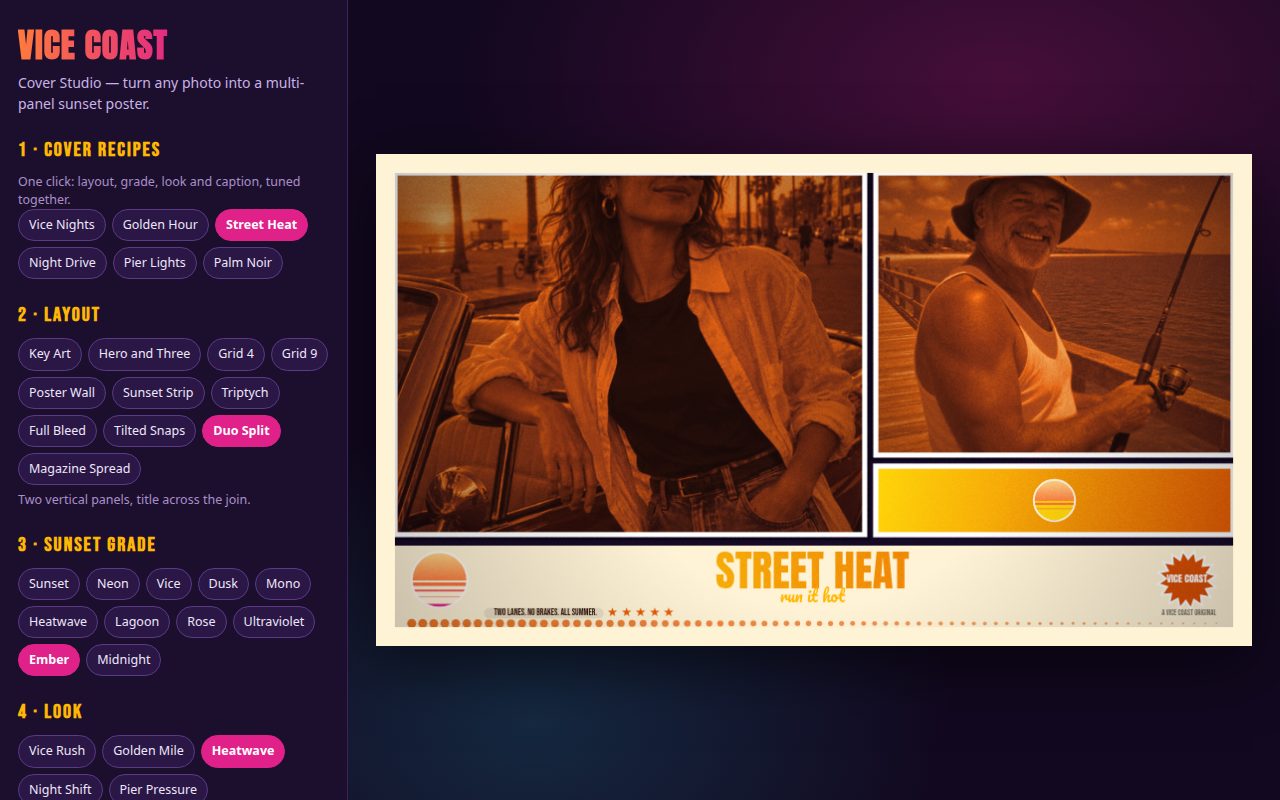 VICE COAST
Cover Studio — turn any photo into a multi-
panel sunset poster.
1 · COVER RECIPES
One click: layout, grade, look and caption, tuned
together.
Vice Nights
Golden Hour
Street Heat
Night Drive
Pier Lights
Palm Noir
2 · LAYOUT
Key Art
Hero and Three
Grid 4
Grid 9
Poster Wall
Sunset Strip
Triptych
Full Bleed
Tilted Snaps
Duo Split
Magazine Spread
Two vertical panels, title across the join.
3 · SUNSET GRADE
Sunset
Neon
Vice
Dusk
Mono
Heatwave
Lagoon
Rose
Ultraviolet
Ember
Midnight
4 · LOOK
Vice Rush
Golden Mile
Heatwave
Night Shift
Pier Pressure
STREET HEAT
run it hot
TWO LANES. NO BRAKES. ALL SUMMER.
VICE COAST
A VICE COAST ORIGINAL